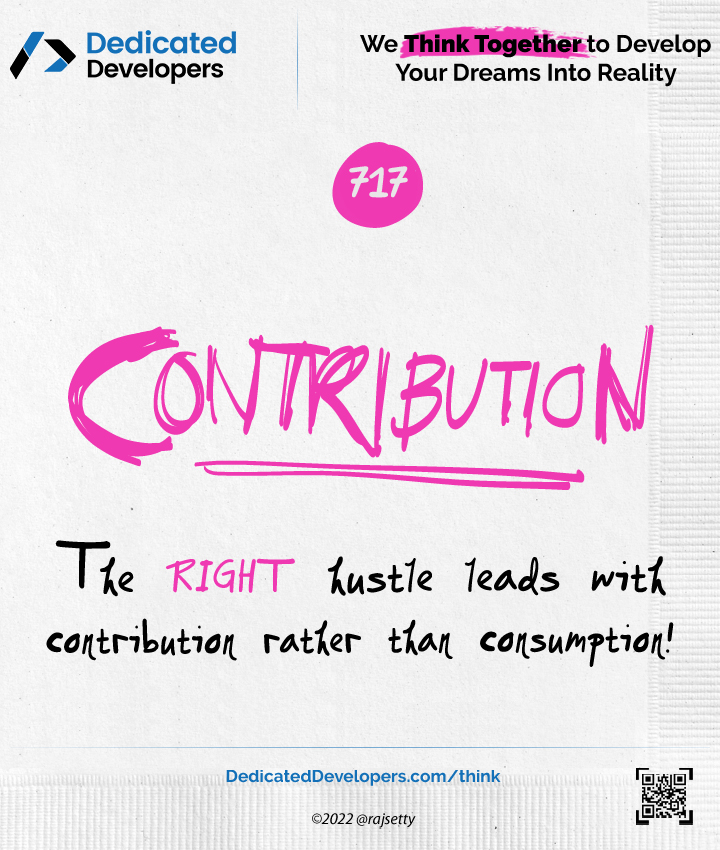 Dedicated
Developers
We Think Together to Develop
Your Dreams Into Reality
717
CONTRIBUTION
The RIGHT hustle leads with
contribution rather than consumption!
DedicatedDevelopers.com/think
©2022 @rajsetty